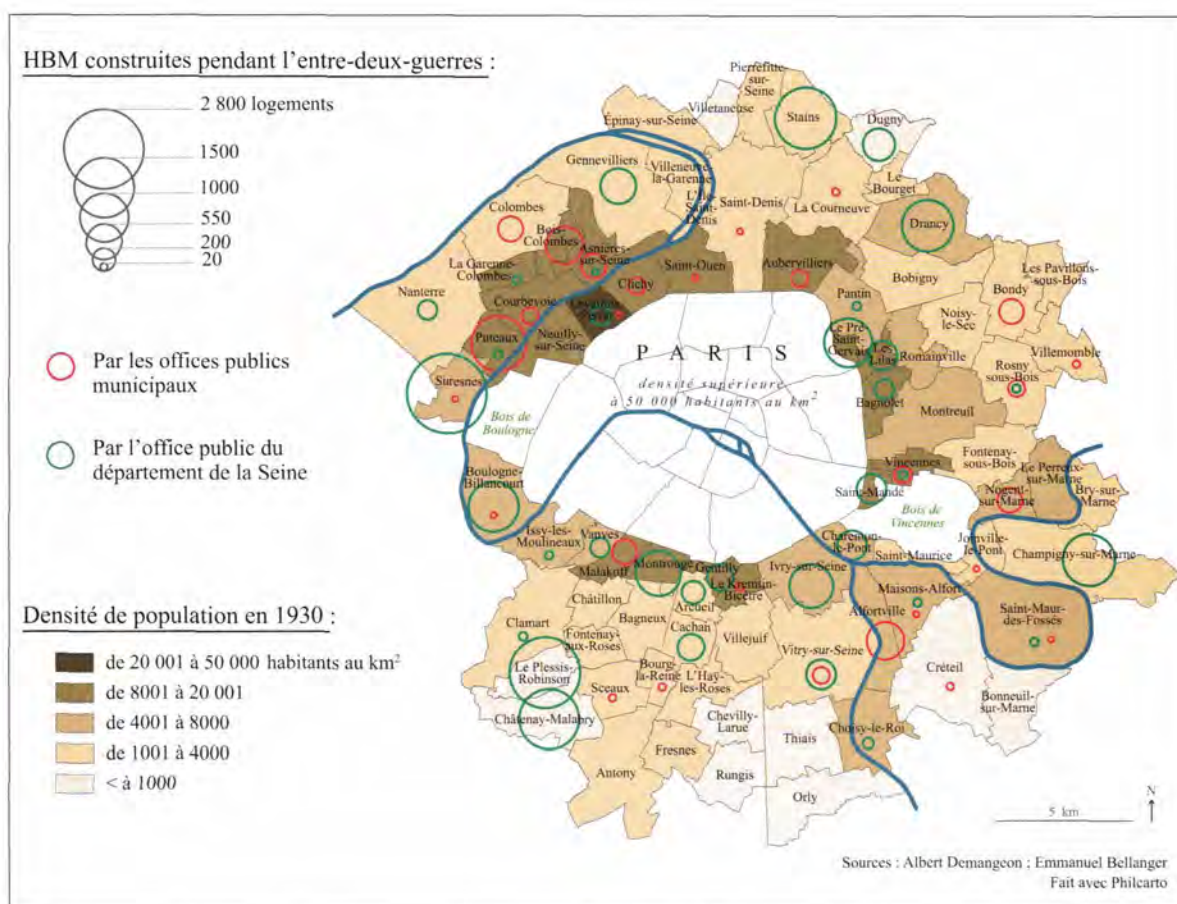 HBM construites pendant l'entre-deux-guerres :
2 800 logements
1500
1000
550
200
20
Par les offices publics
municipaux
Par l'office public du
département de la Seine
Densité de population en 1930 :
de 20 001 à 50 000 habitants au km²
de 8001 à 20 001
de 4001 à 8000
de 1001 à 4000
< à 1000
Pierrefitte-
sur-
Seine
Villetaneuse
Stains
Dugny
Épinay-sur-Seine
Gennevilliers
Villeneuve-
la-Garenne
L'Île-
Saint-
Denis
Saint-Denis
La Courneuve
Le
Bourget
Colombes
Bois-
Colombes
Asnières-
sur-Seine
Drancy
La Garenne-
Colombes
Saint-Ouen
Aubervilliers
Bobigny
Les Pavillons-
sous-Bois
Clichy
Nanterre
Courbevoie
Levallois-
Perret
Pantin
Bondy
Noisy-
le-Sec
Puteaux
Neuilly-
sur-Seine
PARIS
densité supérieure
à 50 000 habitants au km²
Le Pré-
Saint-
Gervais
Les
Lilas
Romainville
Villemomble
Rosny
sous-Bois
Suresnes
Bagnolet
Montreuil
Bois de
Boulogne
Fontenay-
sous-Bois
Vincennes
Le Perreux-
sur-Marne
Boulogne-
Billancourt
Saint-Mandé
Bois de
Vincennes
Nogent-
sur-Marne
Bry-sur-
Marne
Issy-les-
Moulineaux
Vanves
Charenton-
le-Pont
Saint-Maurice
Joinville-
le-Pont
Champigny-sur-Marne
Malakoff
Montrouge
Gentilly
Le Kremlin-
Bicêtre
Ivry-sur-Seine
Maisons-Alfort
Châtillon
Arcueil
Alfortville
Saint-Maur-
des-Fossés
Clamart
Bagneux
Cachan
Villejuif
Fontenay-
aux-Roses
Vitry-sur-Seine
Le Plessis-
Robinson
Bourg-
la-Reine
L'Haÿ-
les-Roses
Créteil
Sceaux
Châtenay-Malabry
Chevilly-
Larue
Bonneuil-
sur-Marne
Thiais
Choisy-le-Roi
Fresnes
Antony
Rungis
Orly
N
5 km
Sources : Albert Demangeon ; Emmanuel Bellanger
Fait avec Philcarto